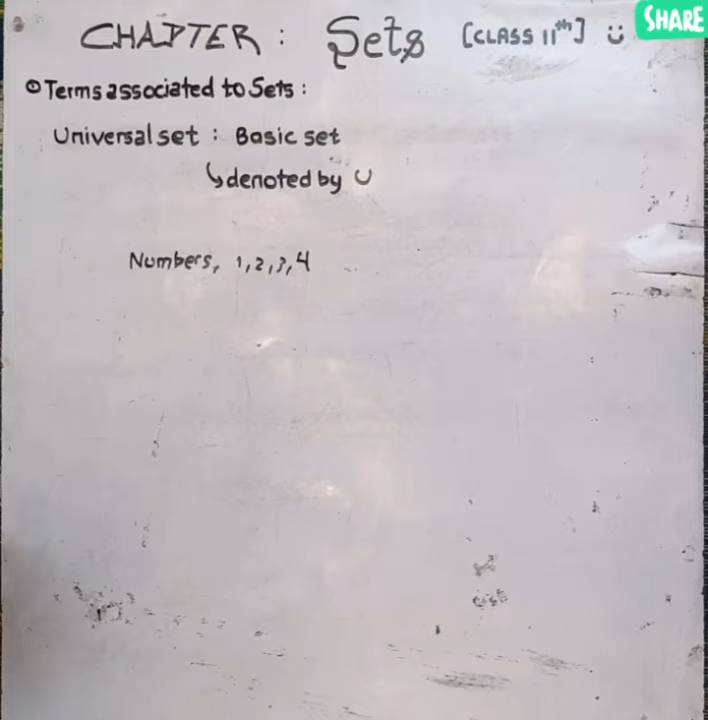 CHAPTER : Sets [CLASS 11th]
SHARE
Terms associated to Sets :
Universal set : Basic set
↳ denoted by U
Numbers, 1,2,3,4